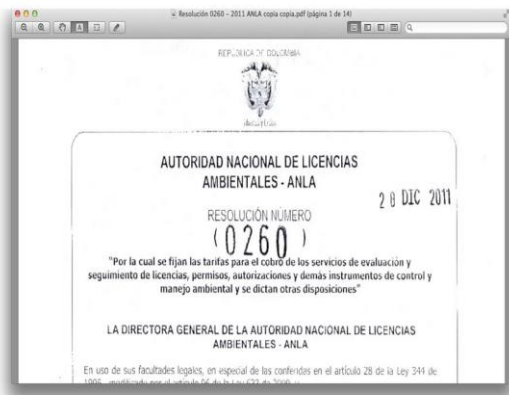 Resolución 0260 – 2011 ANLA copia copia.pdf (página 1 de 14)
REPUBLICA DE COLOMBIA
AUTORIDAD NACIONAL DE LICENCIAS
AMBIENTALES - ANLA
28 DIC 2011
RESOLUCIÓN NÚMERO
(0260)
"Por la cual se fijan las tarifas para el cobro de los servicios de evaluación y
seguimiento de licencias, permisos, autorizaciones y demás instrumentos de control y
manejo ambiental y se dictan otras disposiciones"
LA DIRECTORA GENERAL DE LA AUTORIDAD NACIONAL DE LICENCIAS
AMBIENTALES - ANLA
En uso de sus facultades legales, en especial de las conferidas en el artículo 28 de la Ley 344 de